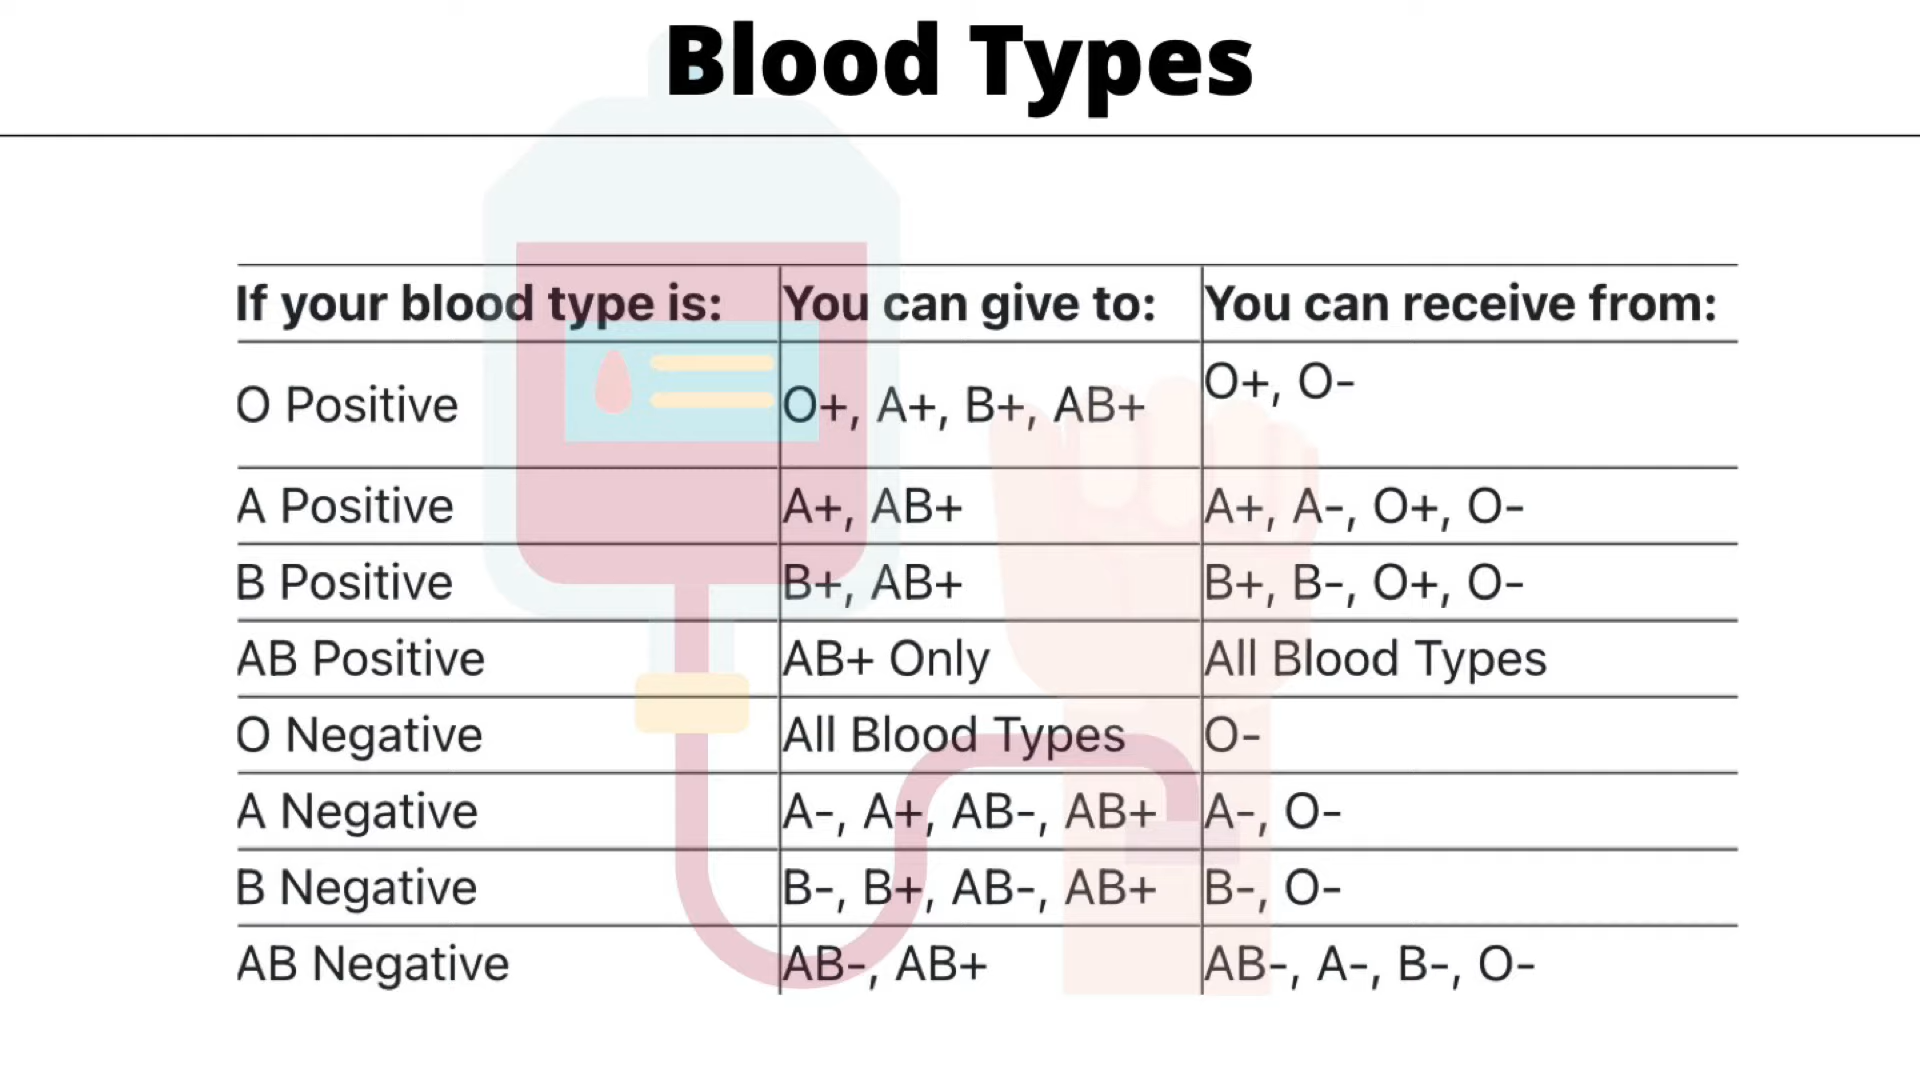 Blood Types
If your blood type is: You can give to: You can receive from:
O Positive O+, A+, B+, AB+ O+, O-
A Positive A+, AB+ A+, A-, O+, O-
B Positive B+, AB+ B+, B-, O+, O-
AB Positive AB+ Only All Blood Types
O Negative All Blood Types O-
A Negative A-, A+, AB-, AB+ A-, O-
B Negative B-, B+, AB-, AB+ B-, O-
AB Negative AB-, AB+ AB-, A-, B-, O-